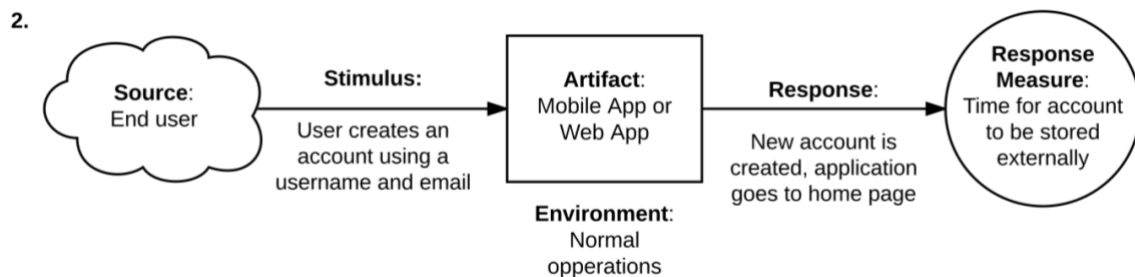 2.
Source:
End user
Stimulus:
User creates an
account using a
username and email
Artifact:
Mobile App or
Web App
Environment:
Normal
opperations
Response:
New account is
created, application
goes to home page
Response
Measure:
Time for account
to be stored
externally